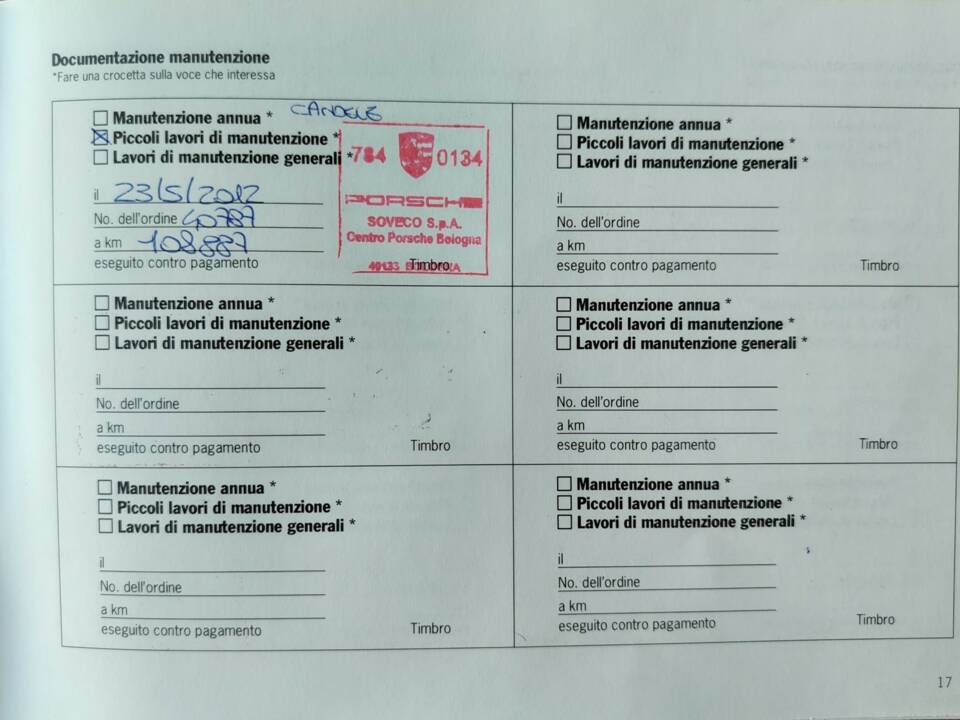 Documentazione manutenzione
*Fare una crocetta sulla voce che interessa
Manutenzione annua * CANDELE
Piccoli lavori di manutenzione *
Lavori di manutenzione generali *
784 0134
PORSCHE
SOVECO S.p.A.
Centro Porsche Bologna
40133
il 23/5/2012
No. dell'ordine 40787
a km 108887
eseguito contro pagamento
Timbro
Manutenzione annua *
Piccoli lavori di manutenzione *
Lavori di manutenzione generali *
il
No. dell'ordine
a km
eseguito contro pagamento
Timbro
Manutenzione annua *
Piccoli lavori di manutenzione *
Lavori di manutenzione generali *
il
No. dell'ordine
a km
eseguito contro pagamento
Timbro
Manutenzione annua *
Piccoli lavori di manutenzione *
Lavori di manutenzione generali *
il
No. dell'ordine
a km
eseguito contro pagamento
Timbro
Manutenzione annua *
Piccoli lavori di manutenzione *
Lavori di manutenzione generali *
il
No. dell'ordine
a km
eseguito contro pagamento
Timbro
Manutenzione annua *
Piccoli lavori di manutenzione *
Lavori di manutenzione generali *
il
No. dell'ordine
a km
eseguito contro pagamento
Timbro
17